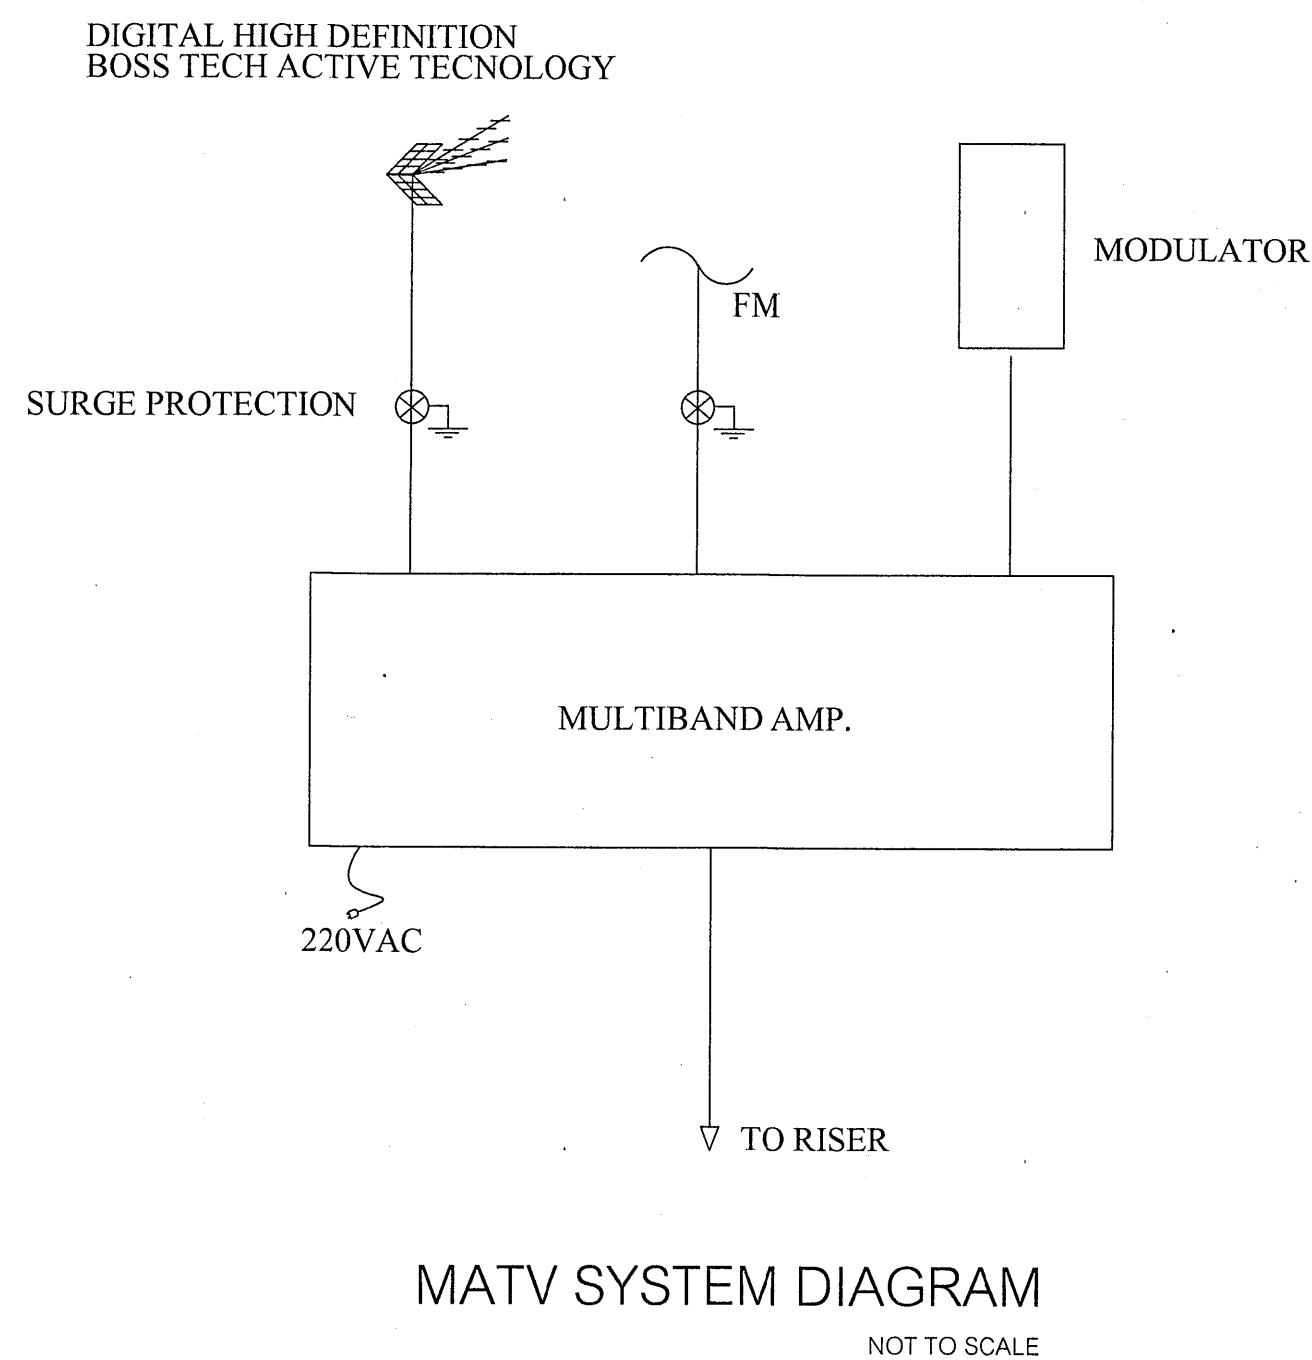 DIGITAL HIGH DEFINITION
BOSS TECH ACTIVE TECNOLOGY
MODULATOR
FM
SURGE PROTECTION
MULTIBAND AMP.
220VAC
TO RISER
MATV SYSTEM DIAGRAM
NOT TO SCALE